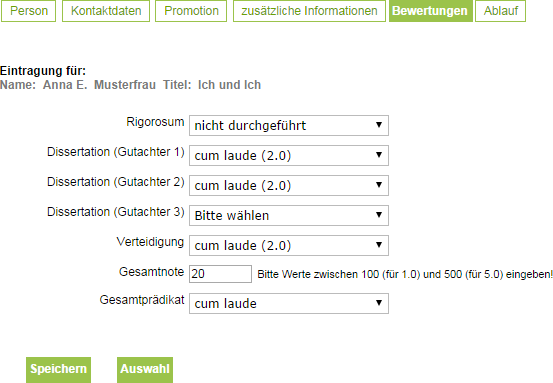 Person Kontaktdaten Promotion zusätzliche Informationen Bewertungen Ablauf
Eintragung für:
Name: Anna E. Musterfrau Titel: Ich und Ich
Rigorosum nicht durchgeführt
Dissertation (Gutachter 1) cum laude (2.0)
Dissertation (Gutachter 2) cum laude (2.0)
Dissertation (Gutachter 3) Bitte wählen
Verteidigung cum laude (2.0)
Gesamtnote 20 Bitte Werte zwischen 100 (für 1.0) und 500 (für 5.0) eingeben!
Gesamtprädikat cum laude
Speichern Auswahl